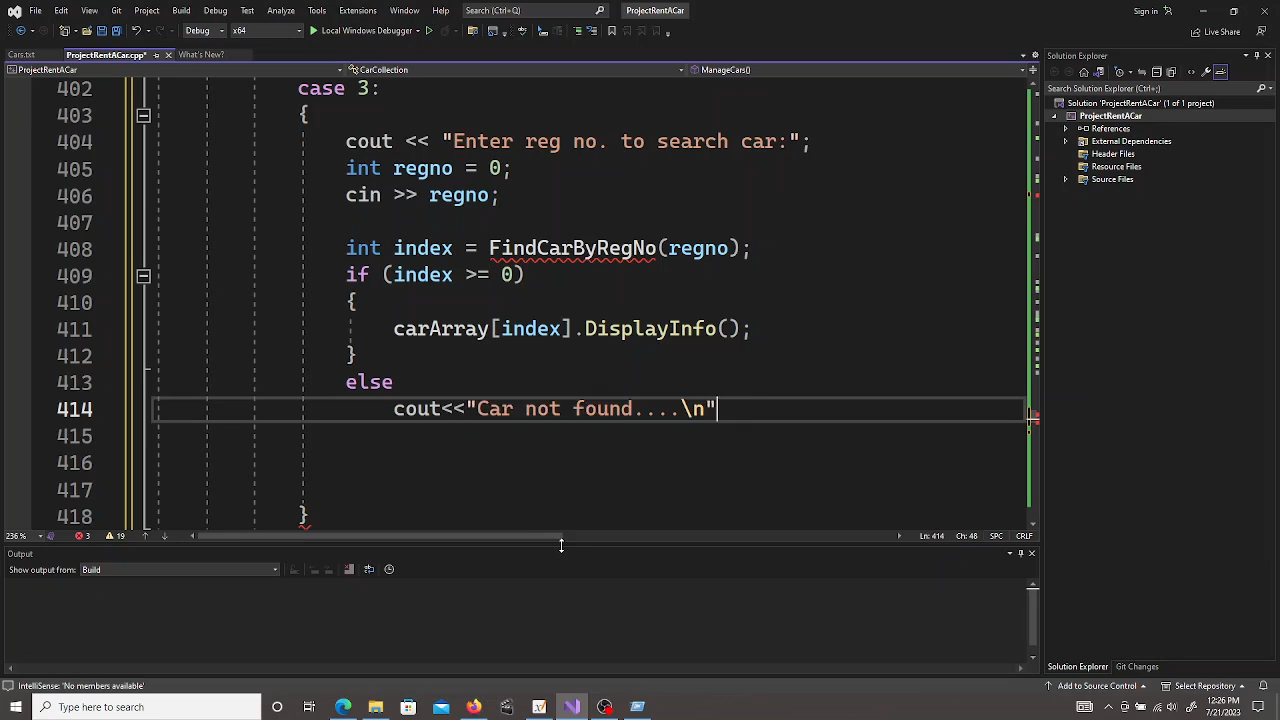 File Edit View Git Project Build Debug Test Analyze Tools Extensions Window Help Search (Ctrl+Q) ProjectRentACar Sign in
Debug x64 Local Windows Debugger Live Share
Cars.txt ProjectRentACar.cpp* What's New?
ProjectRentACar CarCollection ManageCars()
Solution Explorer
Search Solution Explorer (Ctrl+;)
Solution 'ProjectRentACar' (1 of 1 project)
ProjectRentACar
References
External Dependencies
Header Files
Resource Files
Source Files
402 case 3:
403 {
404 cout << "Enter reg no. to search car:";
405 int regno = 0;
406 cin >> regno;
407
408 int index = FindCarByRegNo(regno);
409 if (index >= 0)
410 {
411 carArray[index].DisplayInfo();
412 }
413 else
414 cout<<"Car not found....\n"
415
416
417
418 }
236 % 3 19 Ln: 414 Ch: 48 SPC CRLF
Output
Show output from: Build
Solution Explorer Git Changes
IntelliSense: 'No members available' Add to Source Control Select Repository
Type here to search
12:26 AM
7/21/2023